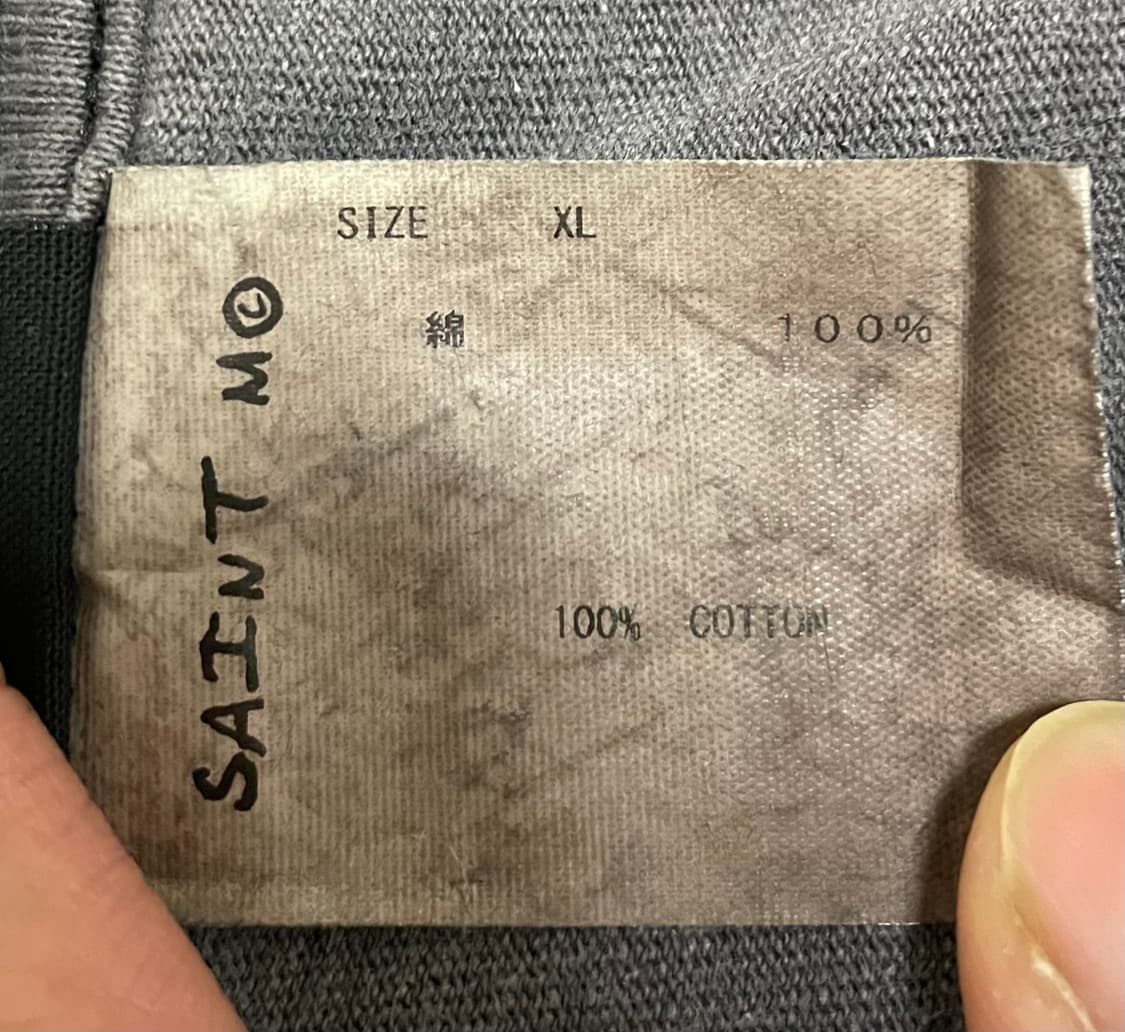 SIZE XL
綿 １００%
100% COTTON
SAINT M©